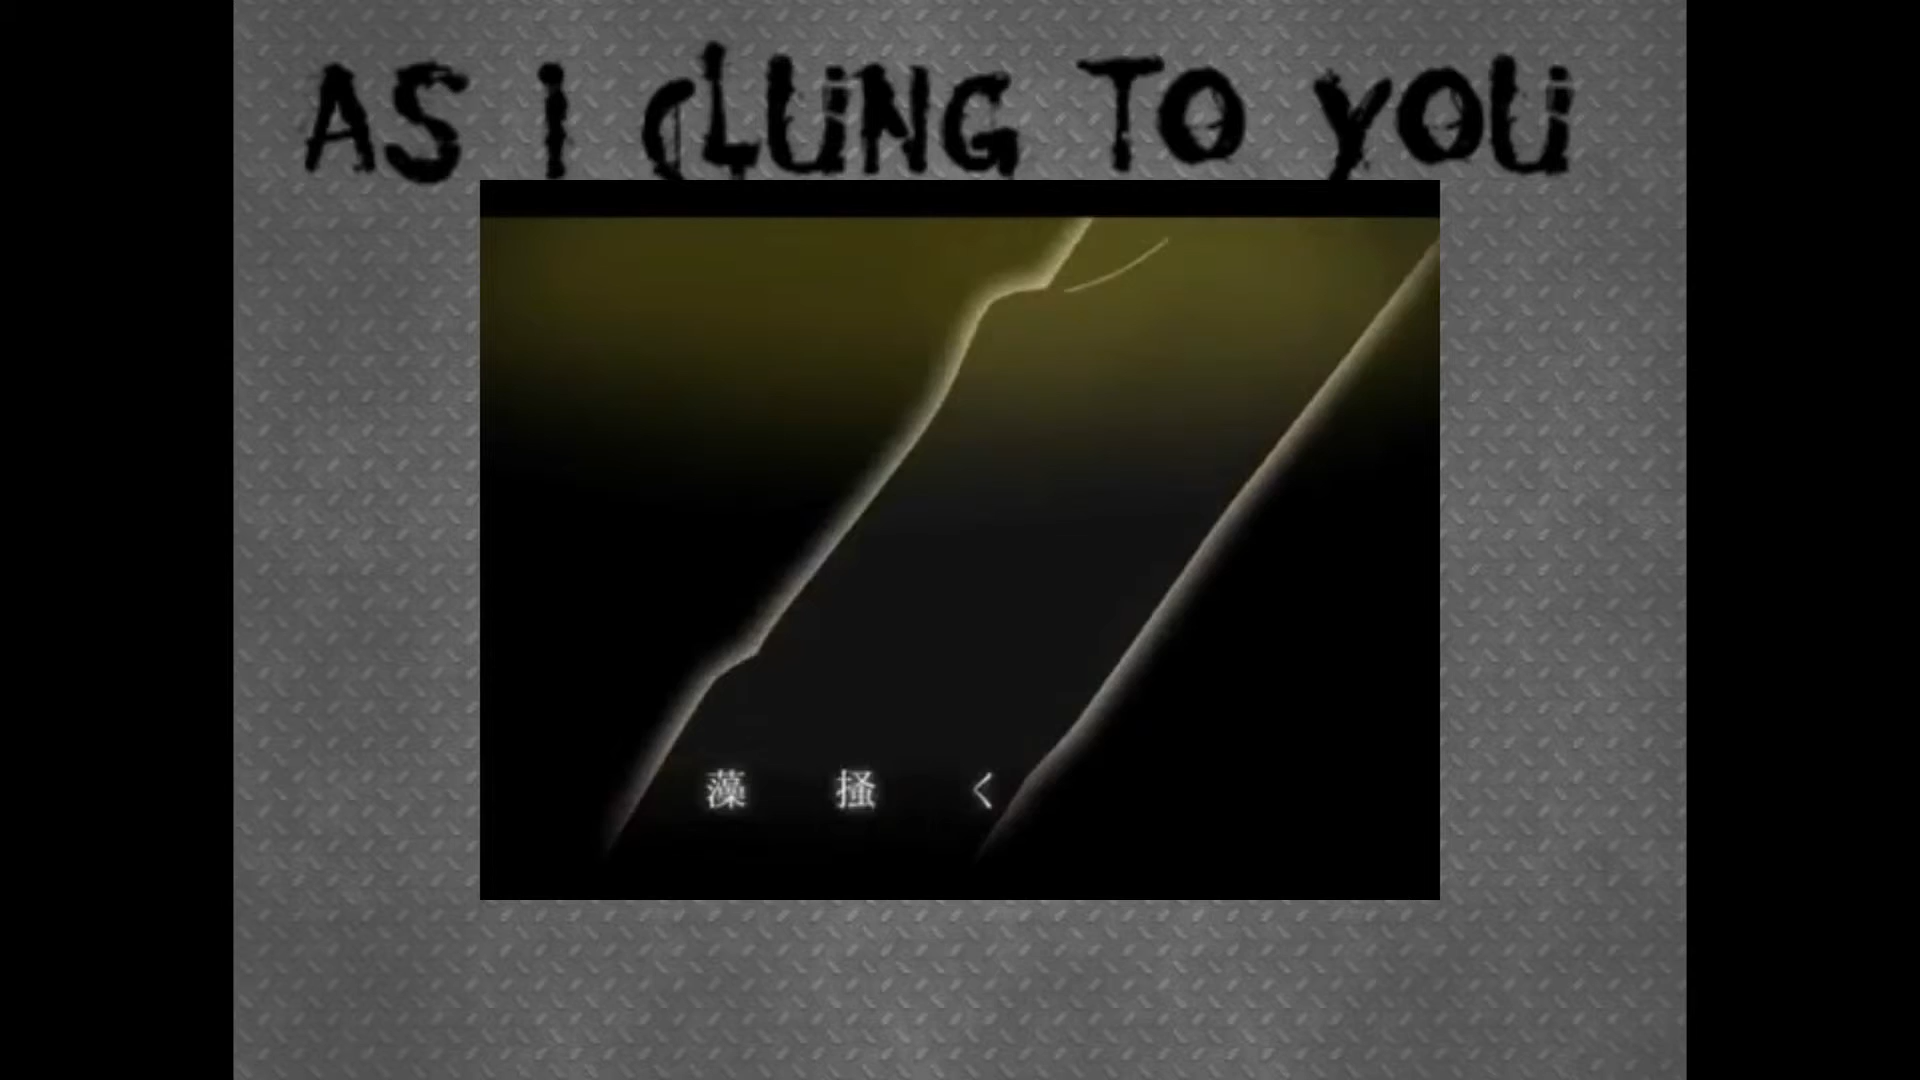 AS I CLUNG TO YOU
藻 掻 く